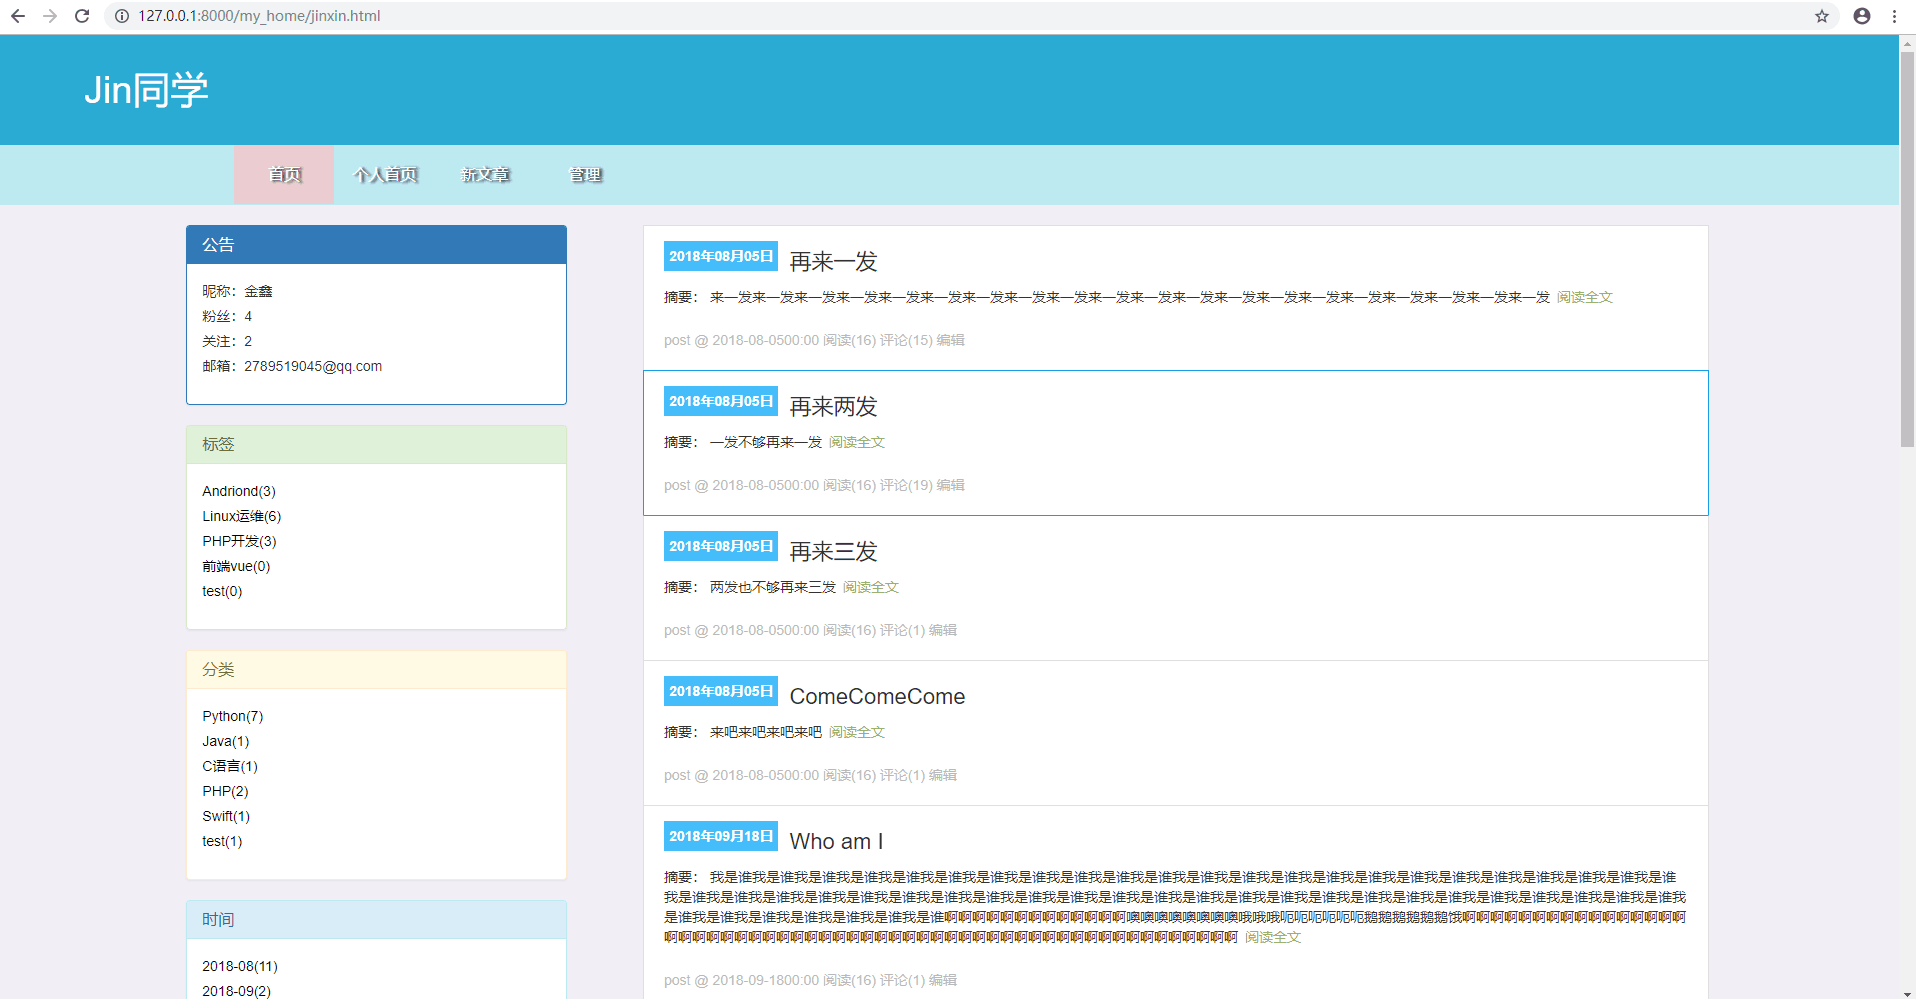 127.0.0.1:8000/my_home/jinxin.html
Jin同学
首页 个人首页 新文章 管理
公告
昵称：金鑫
粉丝：4
关注：2
邮箱：2789519045@qq.com
标签
Andriond(3)
Linux运维(6)
PHP开发(3)
前端vue(0)
test(0)
分类
Python(7)
Java(1)
C语言(1)
PHP(2)
Swift(1)
test(1)
时间
2018-08(11)
2018-09(2)
2018年08月05日 再来一发
摘要： 来一发来一发来一发来一发来一发来一发来一发来一发来一发来一发来一发来一发来一发来一发来一发来一发来一发来一发来一发来一发 阅读全文
post @ 2018-08-0500:00 阅读(16) 评论(15) 编辑
2018年08月05日 再来两发
摘要： 一发不够再来一发 阅读全文
post @ 2018-08-0500:00 阅读(16) 评论(19) 编辑
2018年08月05日 再来三发
摘要： 两发也不够再来三发 阅读全文
post @ 2018-08-0500:00 阅读(16) 评论(1) 编辑
2018年08月05日 ComeComeCome
摘要： 来吧来吧来吧来吧 阅读全文
post @ 2018-08-0500:00 阅读(16) 评论(1) 编辑
2018年09月18日 Who am I
摘要： 我是谁我是谁我是谁我是谁我是谁我是谁我是谁我是谁我是谁我是谁我是谁我是谁我是谁我是谁我是谁我是谁我是谁我是谁我是谁我是谁我是谁我是谁我是谁
我是谁我是谁我是谁我是谁我是谁我是谁我是谁我是谁我是谁我是谁我是谁我是谁我是谁我是谁我是谁我是谁我是谁我是谁我是谁我是谁我是谁我是谁我是谁我是谁我
是谁我是谁我是谁我是谁我是谁我是谁我是谁啊啊啊啊啊啊啊啊啊啊啊啊啊噢噢噢噢噢噢噢噢哦哦哦呃呃呃呃呃呃鹅鹅鹅鹅鹅鹅饿啊啊啊啊啊啊啊啊啊啊啊啊啊啊啊啊
啊啊啊啊啊啊啊啊啊啊啊啊啊啊啊啊啊啊啊啊啊啊啊啊啊啊啊啊啊啊啊啊啊啊啊啊啊啊啊啊啊 阅读全文
post @ 2018-09-1800:00 阅读(16) 评论(1) 编辑